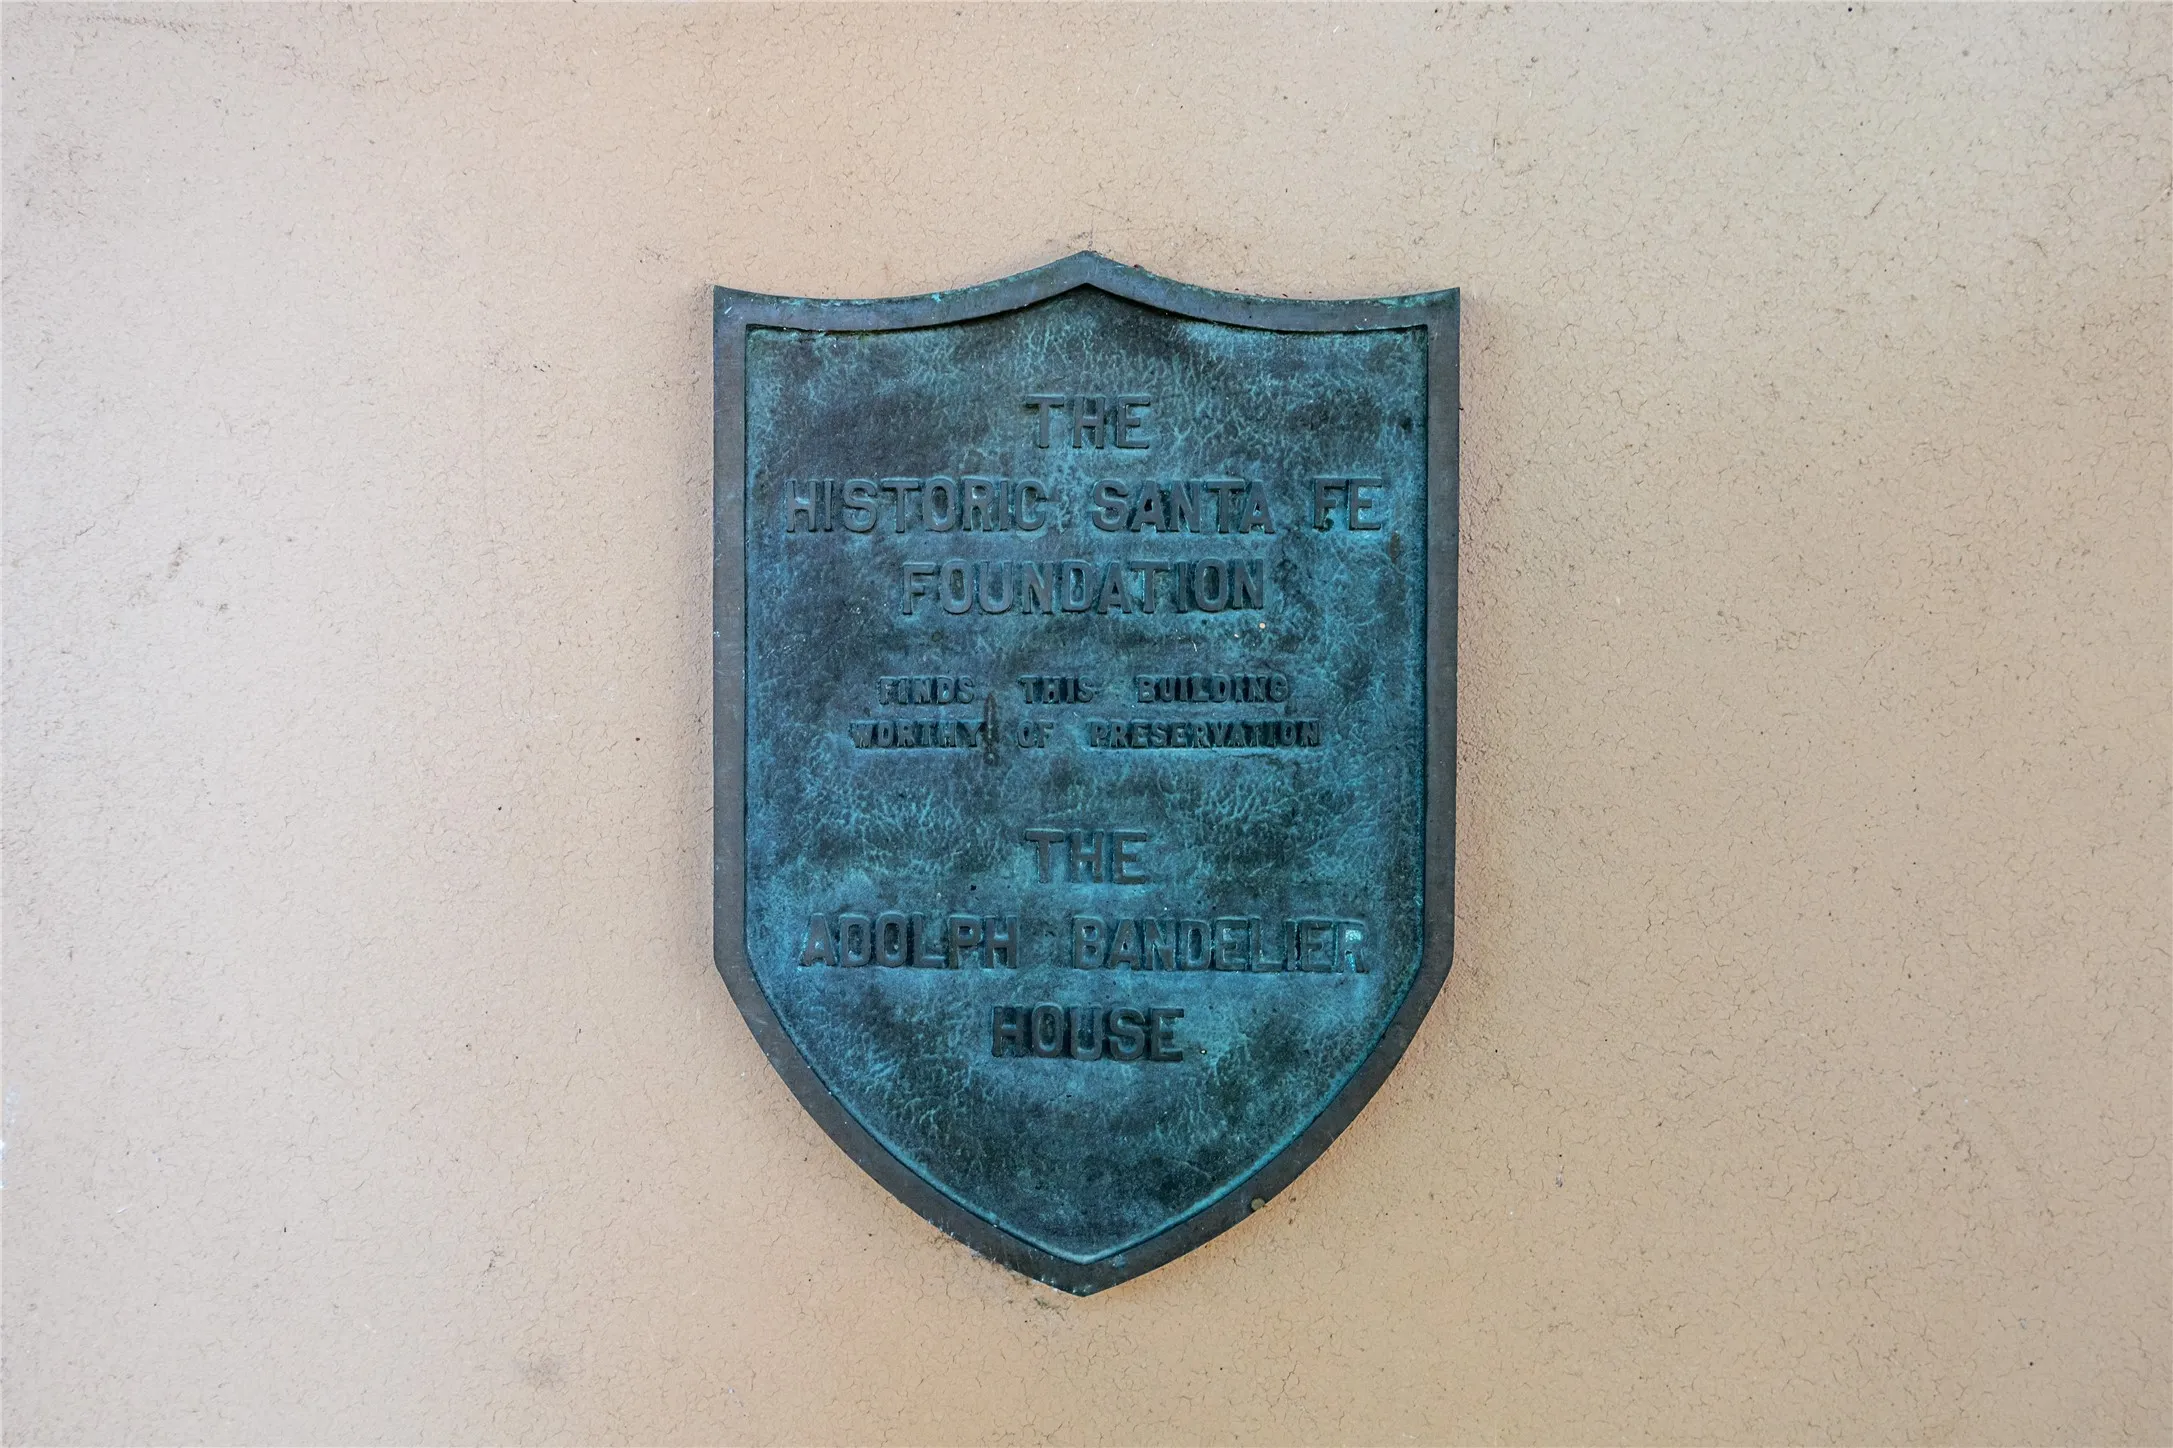 THE
HISTORIC SANTA FE
FOUNDATION
FINDS THIS BUILDING
WORTHY OF PRESERVATION
THE
ADOLPH BANDELIER
HOUSE